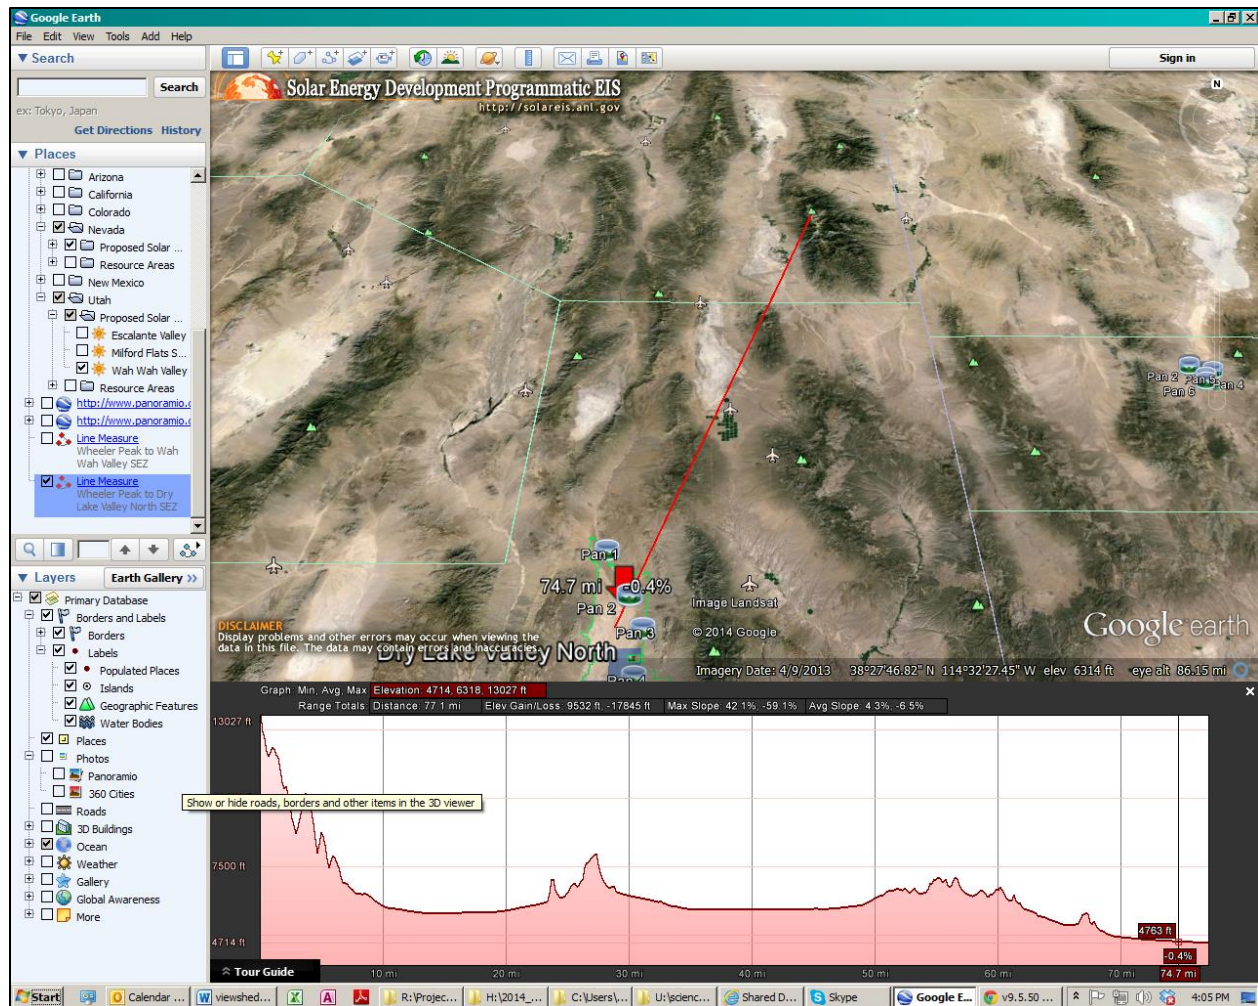 Google Earth
File Edit View Tools Add Help
Search
Search
ex: Tokyo, Japan
Get Directions History
Places
Arizona
California
Colorado
Nevada
Proposed Solar ...
Resource Areas
New Mexico
Utah
Proposed Solar ...
Escalante Valley
Milford Flats S...
Wah Wah Valley
Resource Areas
http://www.panoramio.c
http://www.panoramio.c
Line Measure
Wheeler Peak to Wah
Wah Valley SEZ
Line Measure
Wheeler Peak to Dry
Lake Valley North SEZ
Layers Earth Gallery >>
Primary Database
Borders and Labels
Borders
Labels
Populated Places
Islands
Geographic Features
Water Bodies
Places
Photos
Panoramio
360 Cities
Roads
3D Buildings
Ocean
Weather
Gallery
Global Awareness
More
Show or hide roads, borders and other items in the 3D viewer
Sign in
Solar Energy Development Programmatic EIS
http://solareis.anl.gov
N
Pan 2 Pan 5 Pan 4
Pan 6
Pan 1
74.7 mi -0.4%
Pan 2
Pan 3
Pan 4
Dry Lake Valley North
DISCLAIMER
Display problems and other errors may occur when viewing the
data in this file. The data may contain errors and inaccuracies.
Image Landsat
© 2014 Google
Google earth
Imagery Date: 4/9/2013 38°27'46.82" N 114°32'27.45" W elev 6314 ft eye alt 86.15 mi
Graph: Min, Avg, Max Elevation: 4714, 6318, 13027 ft
Range Totals: Distance: 77.1 mi Elev Gain/Loss: 9532 ft, -17845 ft Max Slope: 42.1%, -59.1% Avg Slope: 4.3%, -6.5%
13027 ft
7500 ft
4714 ft
4763 ft
-0.4%
Tour Guide 10 mi 20 mi 30 mi 40 mi 50 mi 60 mi 70 mi 74.7 mi
Start Calendar ... viewshed... R:\Projec... H:\2014_... C:\Users\... U:\scienc... Shared D... Skype Google E... v9.5.50 ... 4:05 PM